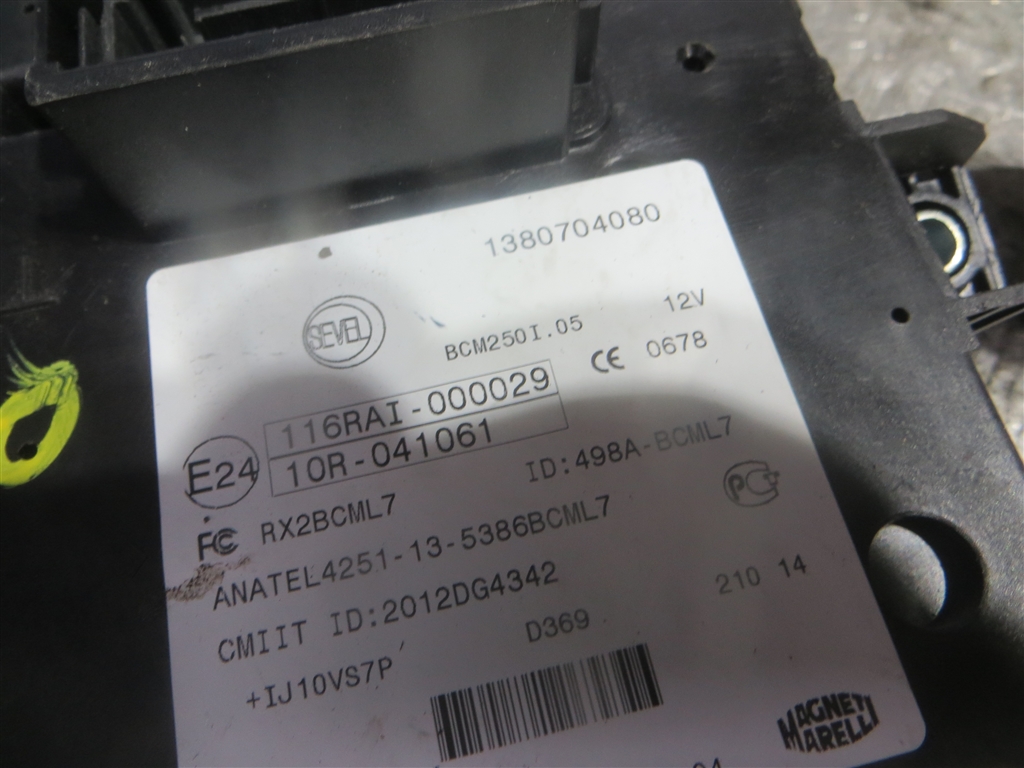 1380704080
SEVEL
BCM250I.05 12V
CE 0678
116RAI-000029
E24
10R-041061
FC RX2BCML7 ID:498A-BCML7
ANATEL4251-13-5386BCML7
CMIIT ID:2012DG4342
D369 210 14
+IJ10VS7P
MAGNETI
MARELLI